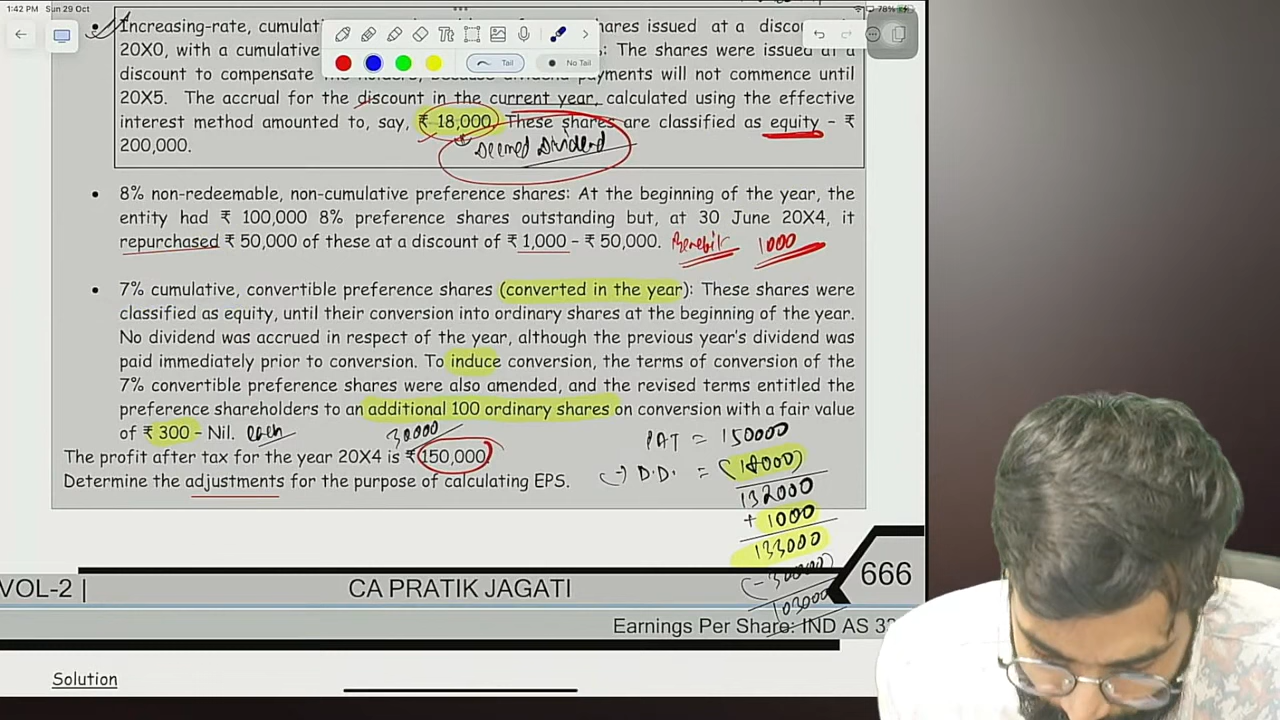 1:42 PM Sun 29 Oct
78%
Tail
No Tail
Increasing-rate, cumulat hares issued at a discou
20X0, with a cumulative : The shares were issued at a
discount to compensate the holders, because dividend payments will not commence until
20X5. The accrual for the discount in the current year, calculated using the effective
interest method amounted to, say, ₹ 18,000. These shares are classified as equity – ₹
200,000.
Deemed Dividend
• 8% non-redeemable, non-cumulative preference shares: At the beginning of the year, the
entity had ₹ 100,000 8% preference shares outstanding but, at 30 June 20X4, it
repurchased ₹ 50,000 of these at a discount of ₹ 1,000 – ₹ 50,000. Benefit 1000
• 7% cumulative, convertible preference shares (converted in the year): These shares were
classified as equity, until their conversion into ordinary shares at the beginning of the year.
No dividend was accrued in respect of the year, although the previous year's dividend was
paid immediately prior to conversion. To induce conversion, the terms of conversion of the
7% convertible preference shares were also amended, and the revised terms entitled the
preference shareholders to an additional 100 ordinary shares on conversion with a fair value
of ₹ 300 – Nil. each 30000
The profit after tax for the year 20X4 is ₹ 150,000.
Determine the adjustments for the purpose of calculating EPS.
PAT = 150000
(-) D.D. = (18000)
132000
+ 1000
133000
(-30000)
103000
VOL-2 | CA PRATIK JAGATI 666
Earnings Per Share: IND AS 33
Solution